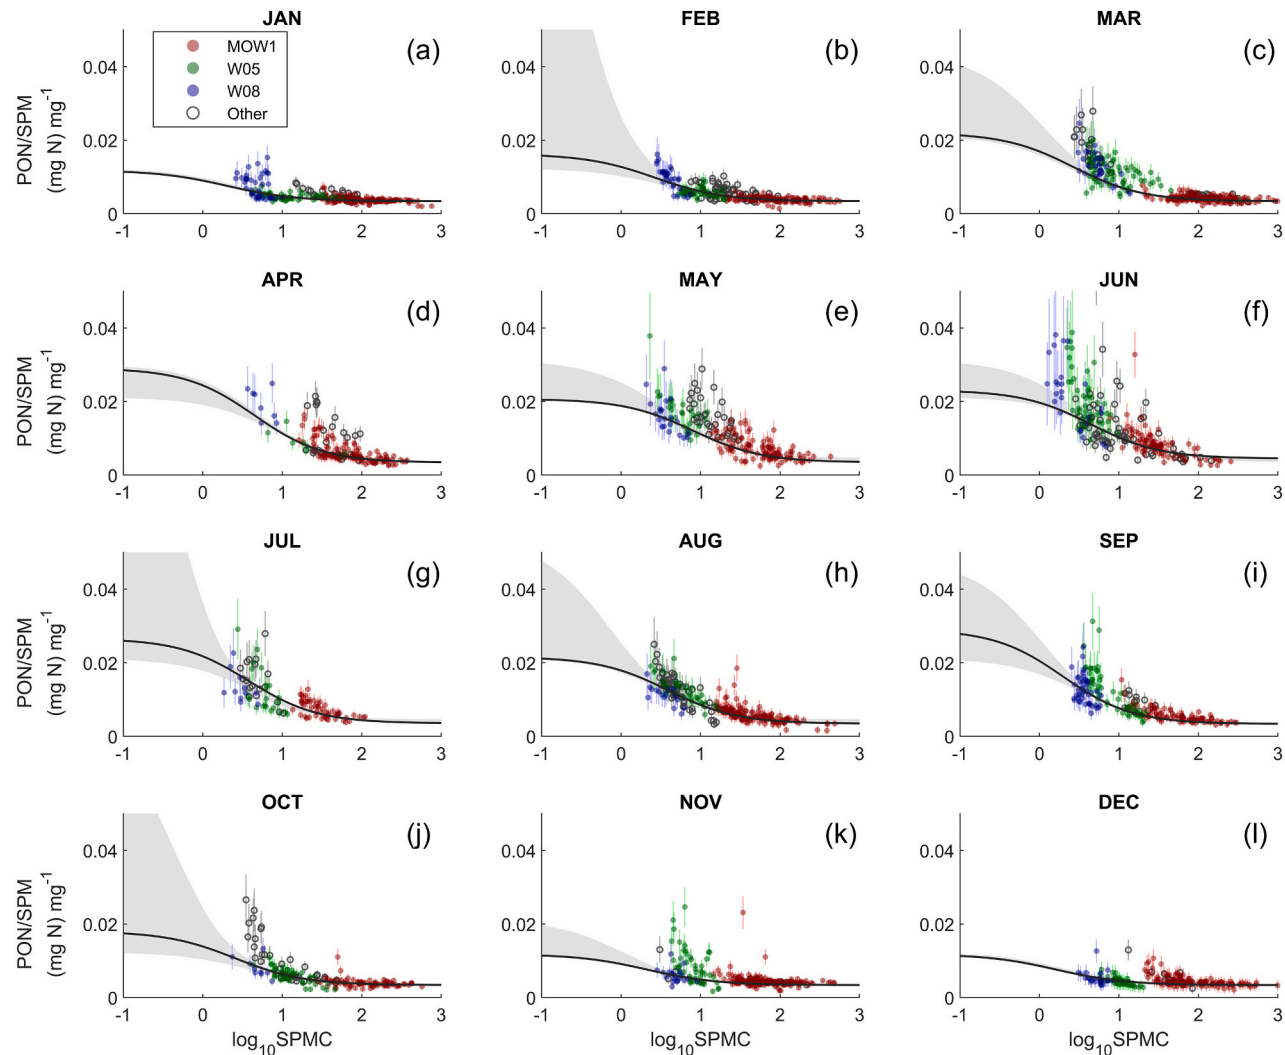 JAN
(a)
MOW1
W05
W08
Other
0.04
0.02
0
-1 0 1 2 3
PON/SPM
(mg N) mg-1
FEB
(b)
0.04
0.02
0
-1 0 1 2 3
MAR
(c)
0.04
0.02
0
-1 0 1 2 3
APR
(d)
0.04
0.02
0
-1 0 1 2 3
PON/SPM
(mg N) mg-1
MAY
(e)
0.04
0.02
0
-1 0 1 2 3
JUN
(f)
0.04
0.02
0
-1 0 1 2 3
JUL
(g)
0.04
0.02
0
-1 0 1 2 3
PON/SPM
(mg N) mg-1
AUG
(h)
0.04
0.02
0
-1 0 1 2 3
SEP
(i)
0.04
0.02
0
-1 0 1 2 3
OCT
(j)
0.04
0.02
0
-1 0 1 2 3
PON/SPM
(mg N) mg-1
log10SPMC
NOV
(k)
0.04
0.02
0
-1 0 1 2 3
log10SPMC
DEC
(l)
0.04
0.02
0
-1 0 1 2 3
log10SPMC